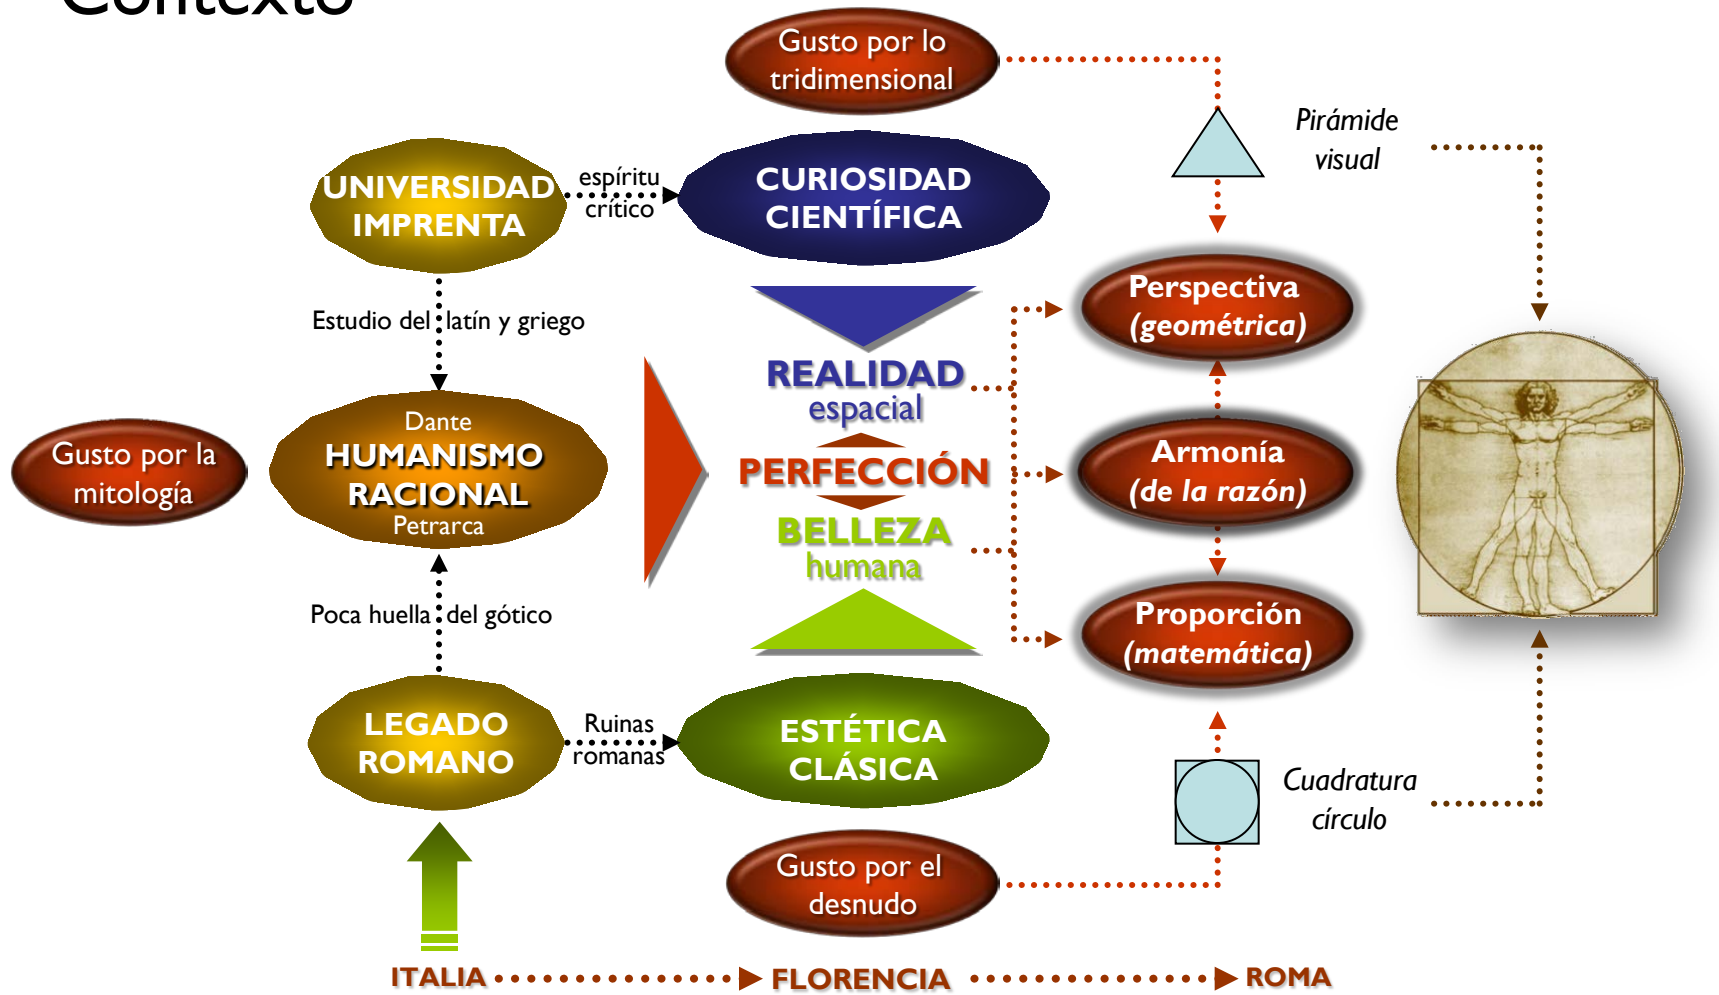 Contexto
Gusto por lo
tridimensional
Pirámide
visual
UNIVERSIDAD
IMPRENTA
espíritu
crítico
CURIOSIDAD
CIENTÍFICA
Estudio del latín y griego
Perspectiva
(geométrica)
REALIDAD
espacial
Gusto por la
mitología
Dante
HUMANISMO
RACIONAL
Petrarca
PERFECCIÓN
Armonía
(de la razón)
BELLEZA
humana
Poca huella del gótico
Proporción
(matemática)
LEGADO
ROMANO
Ruinas
romanas
ESTÉTICA
CLÁSICA
Cuadratura
círculo
Gusto por el
desnudo
ITALIA
FLORENCIA
ROMA